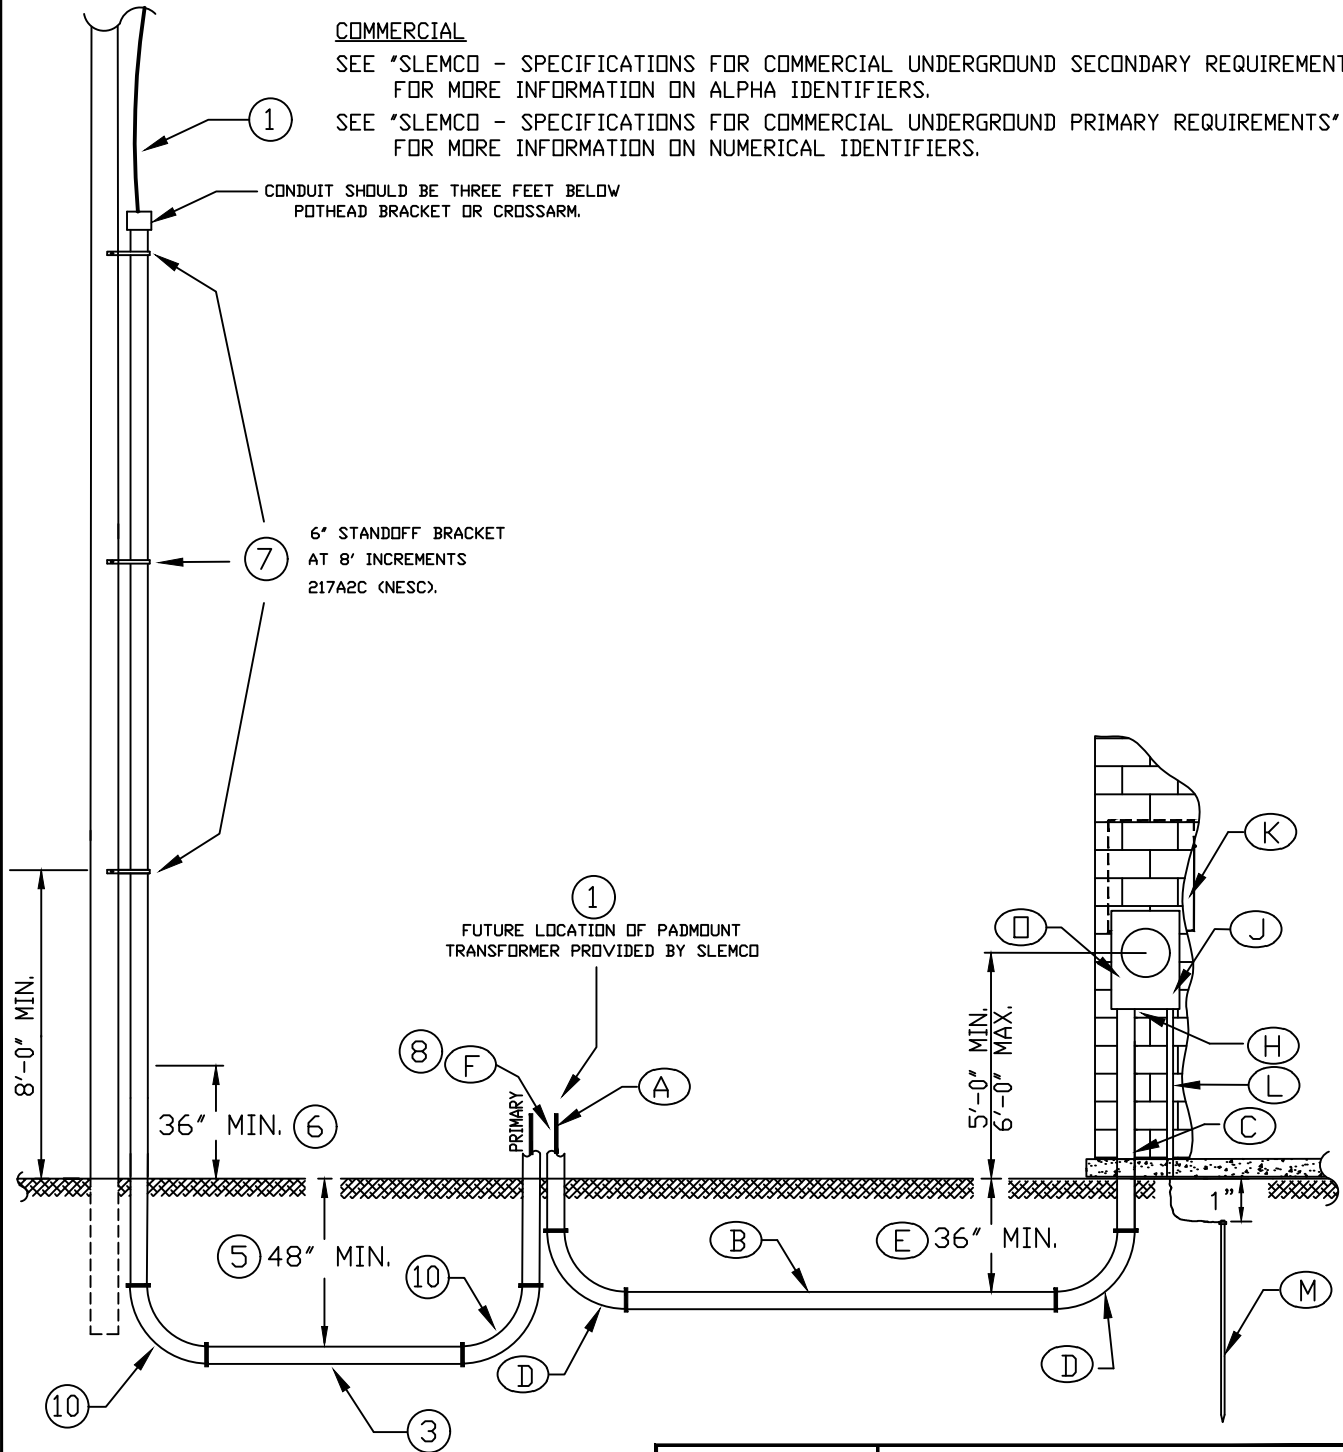 COMMERCIAL
SEE "SLEMCO - SPECIFICATIONS FOR COMMERCIAL UNDERGROUND SECONDARY REQUIREMENT
FOR MORE INFORMATION ON ALPHA IDENTIFIERS.
SEE "SLEMCO - SPECIFICATIONS FOR COMMERCIAL UNDERGROUND PRIMARY REQUIREMENTS"
FOR MORE INFORMATION ON NUMERICAL IDENTIFIERS.
1
CONDUIT SHOULD BE THREE FEET BELOW
POTHEAD BRACKET OR CROSSARM.
7
6" STANDOFF BRACKET
AT 8' INCREMENTS
217A2C (NESC).
8'-0" MIN.
36" MIN. 6
1
FUTURE LOCATION OF PADMOUNT
TRANSFORMER PROVIDED BY SLEMCO
8 F
A
PRIMARY
K
O
J
5'-0" MIN.
6'-0" MAX.
H
L
C
1"
5 48" MIN.
10
B
E 36" MIN.
M
D
D
10
3